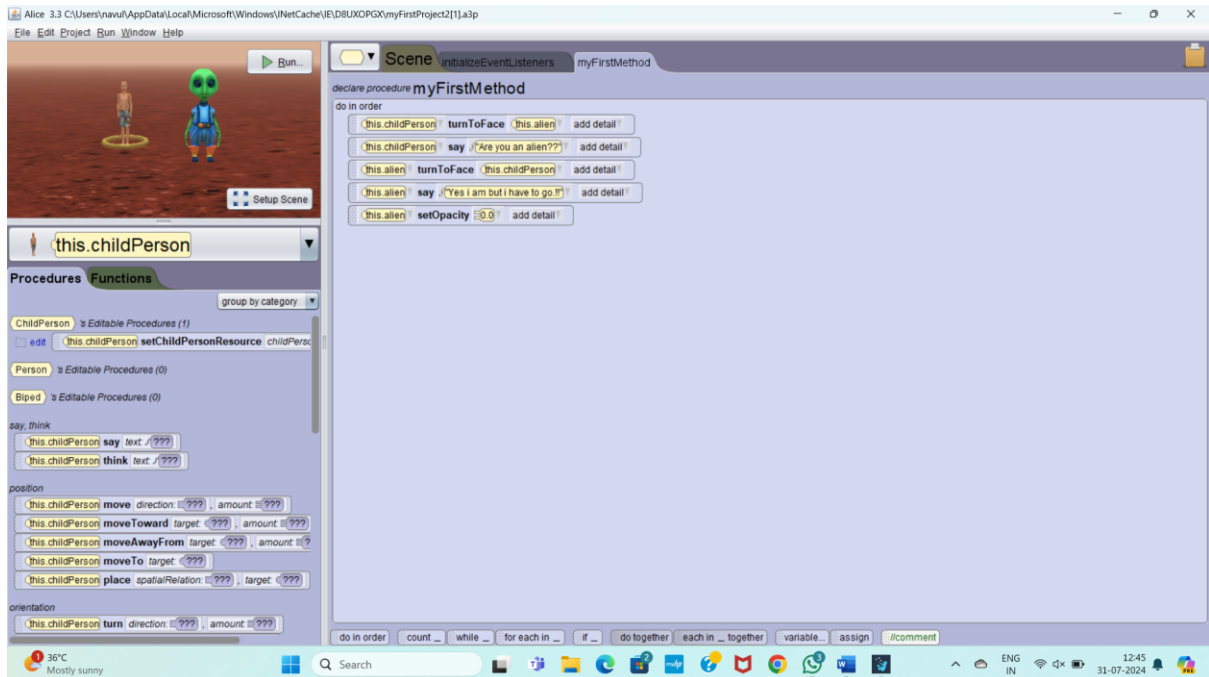 Alice 3.3 C:\Users\navul\AppData\Local\Microsoft\Windows\INetCache\IE\D8UXOPGX\myFirstProject2[1].a3p
File Edit Project Run Window Help
Run...
Setup Scene
this.childPerson
Procedures Functions
group by category
ChildPerson 's Editable Procedures (1)
edit this.childPerson setChildPersonResource childPerso
Person 's Editable Procedures (0)
Biped 's Editable Procedures (0)
say, think
this.childPerson say text: ???
this.childPerson think text: ???
position
this.childPerson move direction: ??? , amount: ???
this.childPerson moveToward target: ??? , amount: ???
this.childPerson moveAwayFrom target: ??? , amount: ?
this.childPerson moveTo target: ???
this.childPerson place spatialRelation: ??? , target: ???
orientation
this.childPerson turn direction: ??? , amount: ???
Scene initializeEventListeners myFirstMethod
declare procedure myFirstMethod
do in order
this.childPerson turnToFace this.alien add detail
this.childPerson say "Are you an alien??" add detail
this.alien turnToFace this.childPerson add detail
this.alien say "Yes i am but i have to go.!!" add detail
this.alien setOpacity 0.0 add detail
do in order count _ while _ for each in _ if _ do together each in _ together variable... assign //comment
1 36°C
Mostly sunny
Search
2
3
ENG
IN
12:45
31-07-2024
PRE